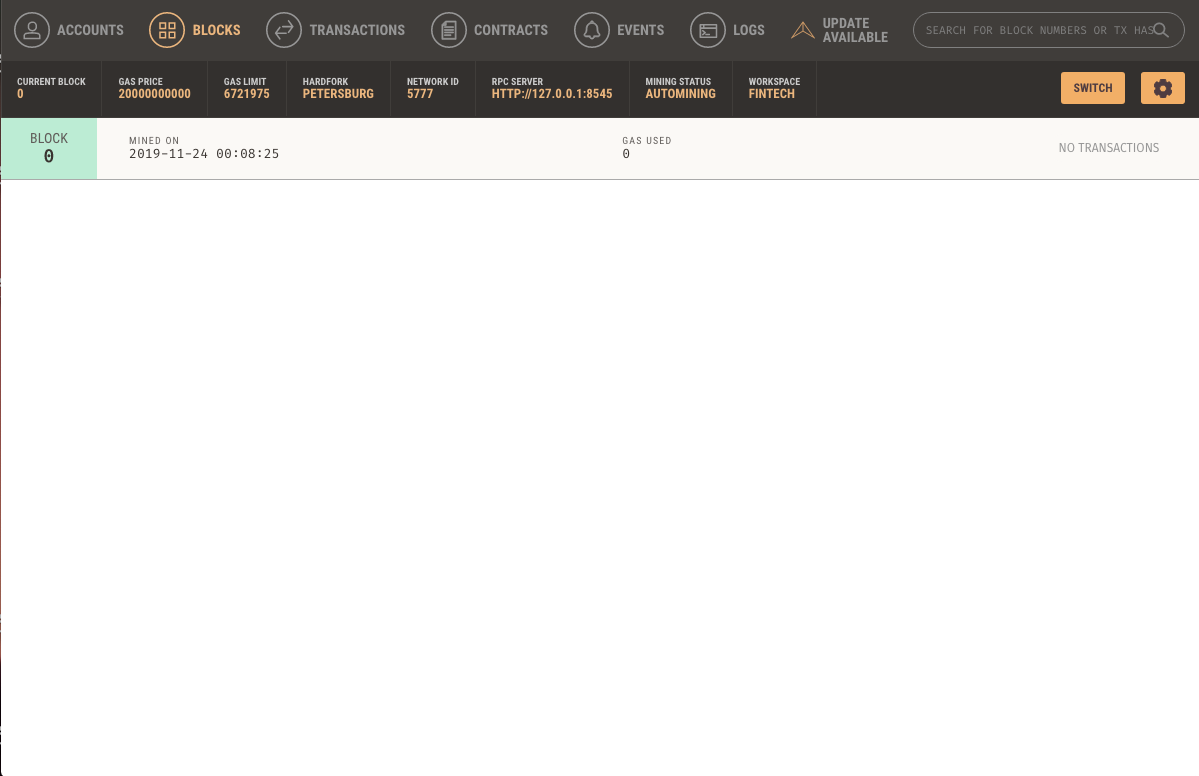 ACCOUNTS
BLOCKS
TRANSACTIONS
CONTRACTS
EVENTS
LOGS
UPDATE
AVAILABLE
SEARCH FOR BLOCK NUMBERS OR TX HAS
CURRENT BLOCK
0
GAS PRICE
20000000000
GAS LIMIT
6721975
HARDFORK
PETERSBURG
NETWORK ID
5777
RPC SERVER
HTTP://127.0.0.1:8545
MINING STATUS
AUTOMINING
WORKSPACE
FINTECH
SWITCH
BLOCK
0
MINED ON
2019-11-24 00:08:25
GAS USED
0
NO TRANSACTIONS